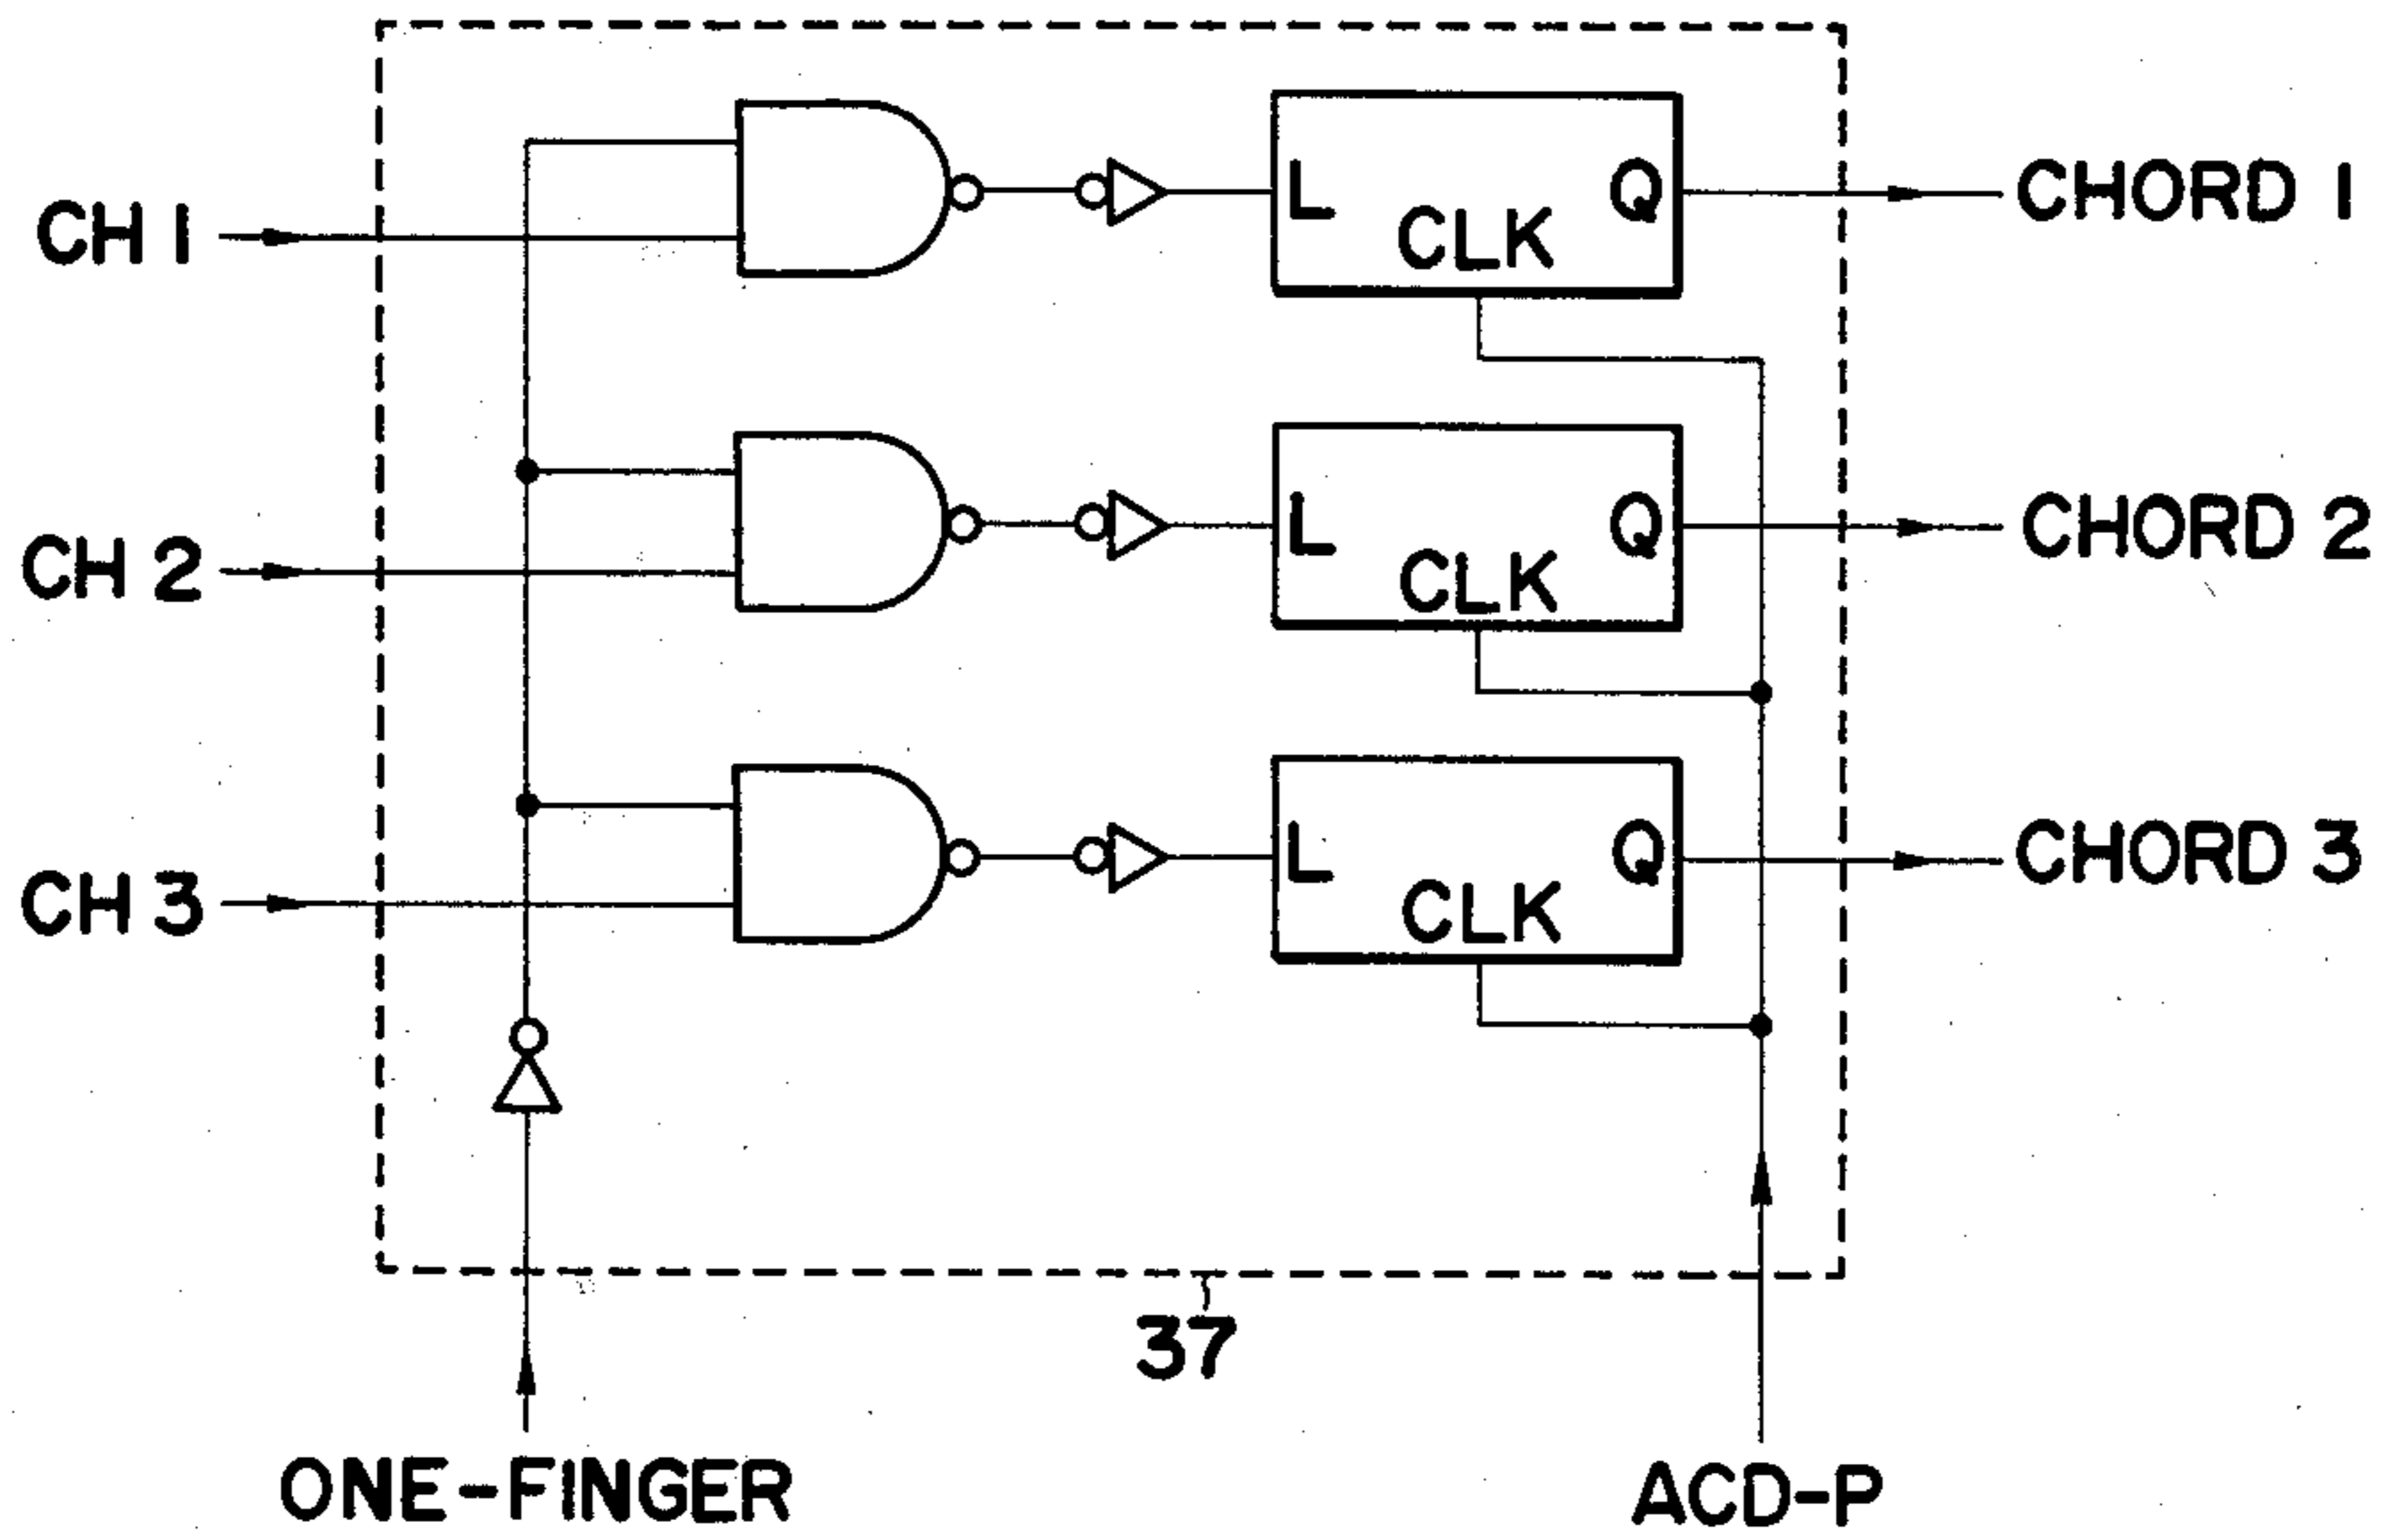 CH 1
L
CLK
Q
CHORD 1
CH 2
L
CLK
Q
CHORD 2
CH 3
L
CLK
Q
CHORD 3
37
ONE-FINGER
ACD-P